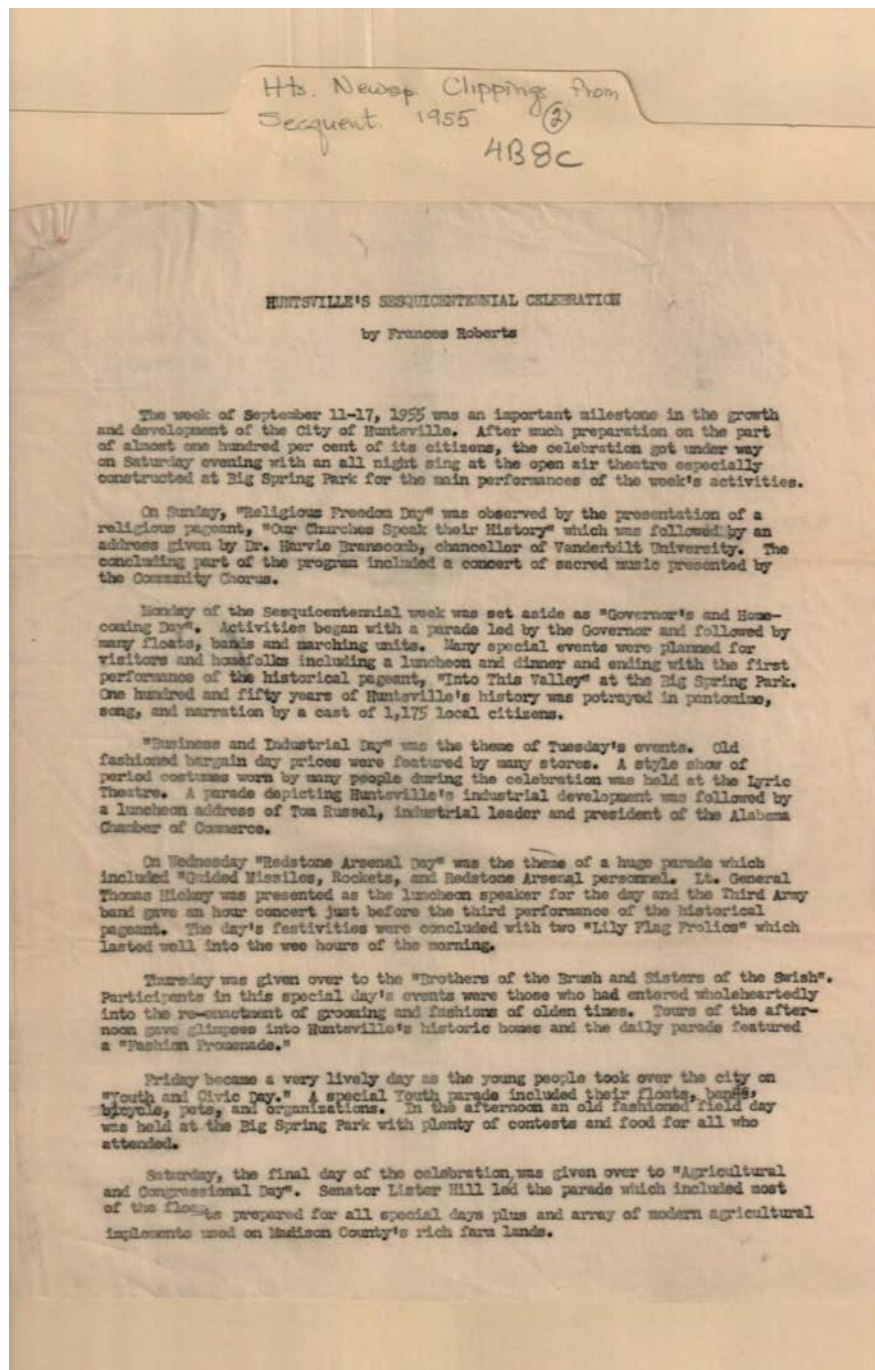 Hts. Newsp. Clippings from
Sesquent. 1955 ②
4B8C
HUNTSVILLE'S SESQUICENTENNIAL CELEBRATION
by Frances Roberts
The week of September 11-17, 1955 was an important milestone in the growth
and development of the City of Huntsville. After much preparation on the part
of almost one hundred per cent of its citizens, the celebration got under way
on Saturday evening with an all night sing at the open air theatre especially
constructed at Big Spring Park for the main performances of the week's activities.
On Sunday, "Religious Freedom Day" was observed by the presentation of a
religious pageant, "Our Churches Speak their History" which was followed by an
address given by Dr. Harvie Branscomb, chancellor of Vanderbilt University. The
concluding part of the program included a concert of sacred music presented by
the Community Chorus.
Monday of the Sesquicentennial week was set aside as "Governor's and Home-
coming Day". Activities began with a parade led by the Governor and followed by
many floats, bands and marching units. Many special events were planned for
visitors and homefolks including a luncheon and dinner and ending with the first
performance of the historical pageant, "Into This Valley" at the Big Spring Park.
One hundred and fifty years of Huntsville's history was potrayed in pantomime,
song, and narration by a cast of 1,175 local citizens.
"Business and Industrial Day" was the theme of Tuesday's events. Old
fashioned bargain day prices were featured by many stores. A style show of
period costumes worn by many people during the celebration was held at the Lyric
Theatre. A parade depicting Huntsville's industrial development was followed by
a luncheon address of Tom Russel, industrial leader and president of the Alabama
Chamber of Commerce.
On Wednesday "Redstone Arsenal Day" was the theme of a huge parade which
included "Guided Missiles, Rockets, and Redstone Arsenal personnel. Lt. General
Thomas Hickey was presented as the luncheon speaker for the day and the Third Army
band gave an hour concert just before the third performance of the historical
pageant. The day's festivities were concluded with two "Lily Flag Frolics" which
lasted well into the wee hours of the morning.
Thursday was given over to the "Brothers of the Brush and Sisters of the Swish".
Participants in this special day's events were those who had entered wholeheartedly
into the re-enactment of grooming and fashions of olden times. Tours of the after-
noon gave glimpses into Huntsville's historic homes and the daily parade featured
a "Fashion Promenade."
Friday became a very lively day as the young people took over the city on
"Youth and Civic Day." A special Youth parade included their floats, bands,
bicycle, pets, and organizations. In the afternoon an old fashioned field day
was held at the Big Spring Park with plenty of contests and food for all who
attended.
Saturday, the final day of the celebration, was given over to "Agricultural
and Congressional Day". Senator Lister Hill led the parade which included most
of the floats prepared for all special days plus and array of modern agricultural
implements used on Madison County's rich farm lands.